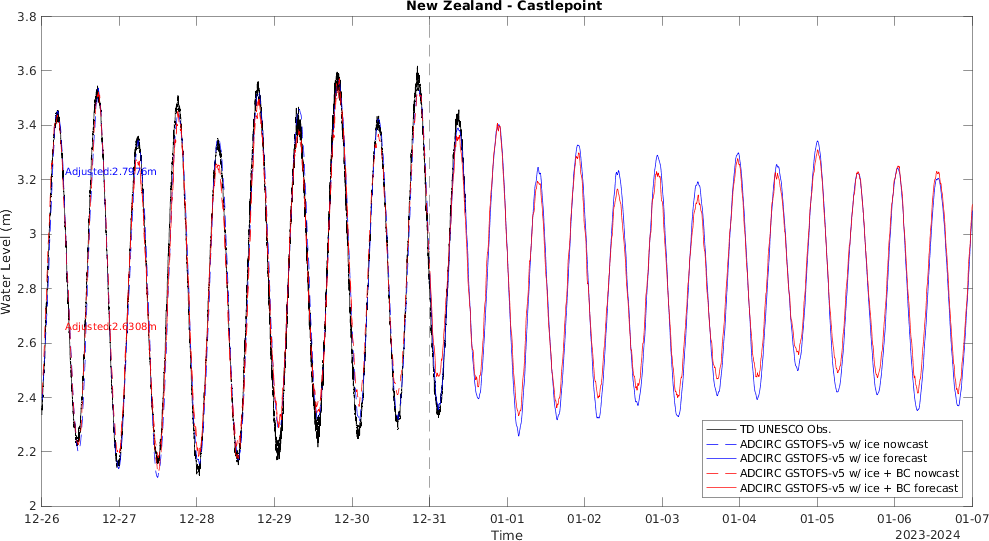 New Zealand - Castlepoint
3.8
3.6
3.4
3.2
3
2.8
2.6
2.4
2.2
2
Water Level (m)
Adjusted:2.7976m
Adjusted:2.6308m
TD UNESCO Obs.
ADCIRC GSTOFS-v5 w/ ice nowcast
ADCIRC GSTOFS-v5 w/ ice forecast
ADCIRC GSTOFS-v5 w/ ice + BC nowcast
ADCIRC GSTOFS-v5 w/ ice + BC forecast
12-26 12-27 12-28 12-29 12-30 12-31 01-01 01-02 01-03 01-04 01-05 01-06 01-07
Time
2023-2024